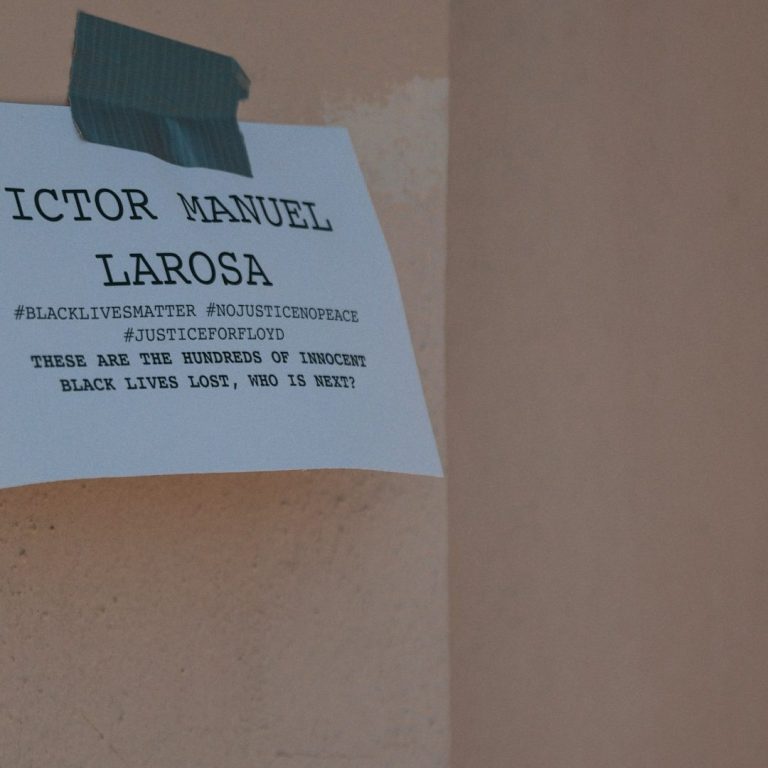 ICTOR MANUEL
LAROSA
#BLACKLIVESMATTER #NOJUSTICENOPEACE
#JUSTICEFORFLOYD
THESE ARE THE HUNDREDS OF INNOCENT
BLACK LIVES LOST, WHO IS NEXT?